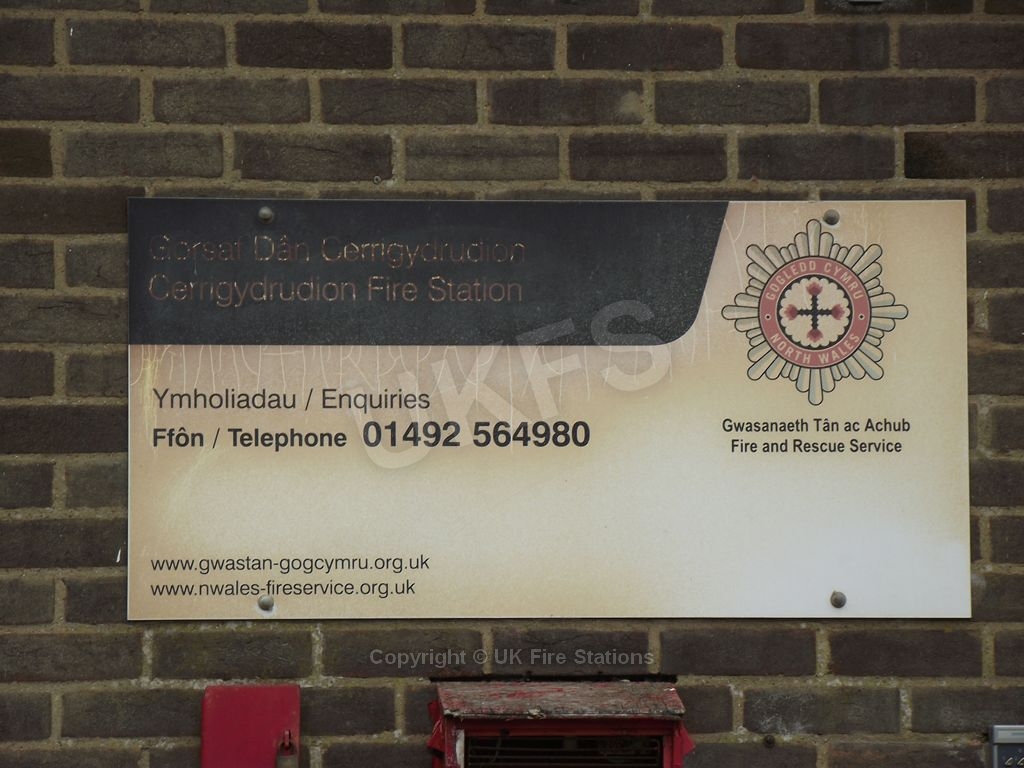 Gorsaf Dân Cerrigydrudion
Cerrigydrudion Fire Station
GOGLEDD CYMRU
NORTH WALES
Ymholiadau / Enquiries
Ffôn / Telephone 01492 564980
Gwasanaeth Tân ac Achub
Fire and Rescue Service
www.gwastan-gogcymru.org.uk
www.nwales-fireservice.org.uk
UKFS
Copyright © UK Fire Stations